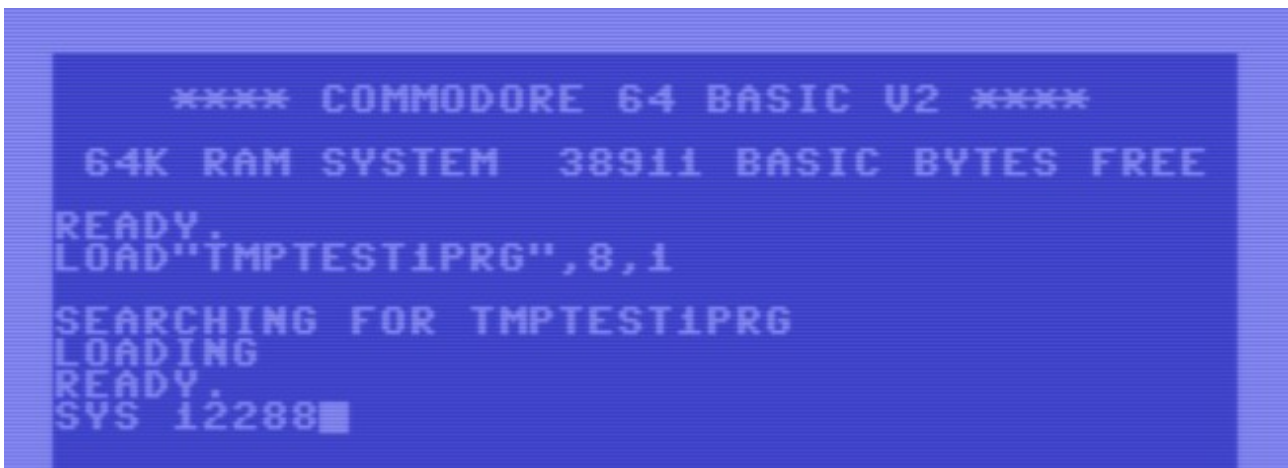 **** COMMODORE 64 BASIC V2 ****
64K RAM SYSTEM  38911 BASIC BYTES FREE
READY.
LOAD"TMPTEST1PRG",8,1
SEARCHING FOR TMPTEST1PRG
LOADING
READY.
SYS 12288